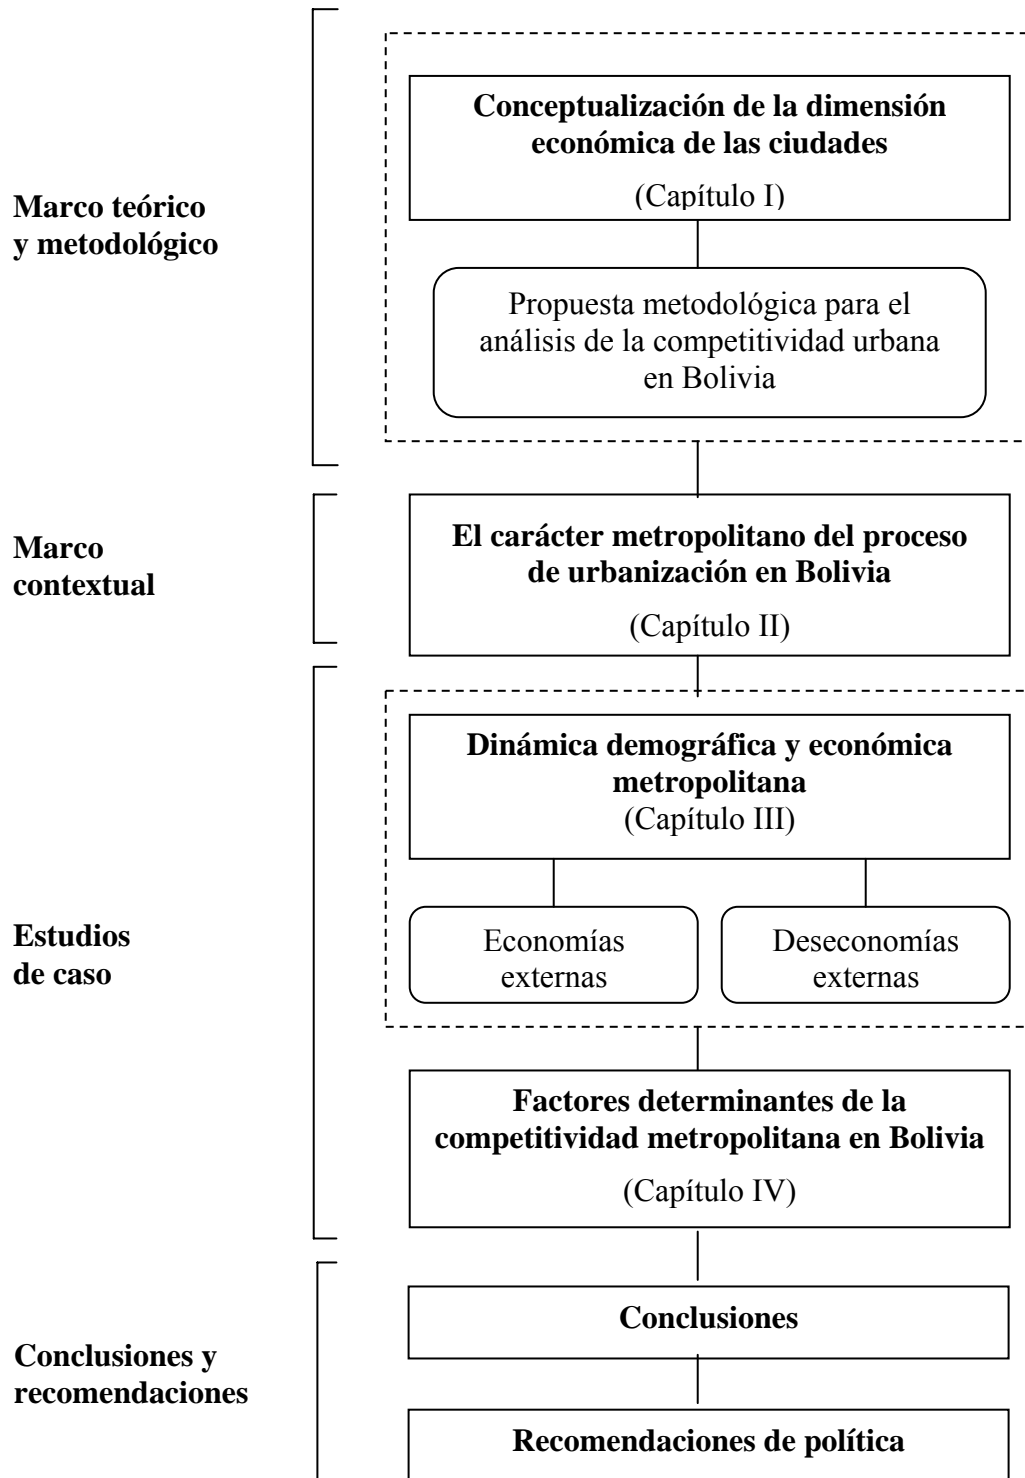 Marco teórico
y metodológico
Conceptualización de la dimensión
económica de las ciudades
(Capítulo I)
Propuesta metodológica para el
análisis de la competitividad urbana
en Bolivia
Marco
contextual
El carácter metropolitano del proceso
de urbanización en Bolivia
(Capítulo II)
Estudios
de caso
Dinámica demográfica y económica
metropolitana
(Capítulo III)
Economías
externas
Deseconomías
externas
Factores determinantes de la
competitividad metropolitana en Bolivia
(Capítulo IV)
Conclusiones y
recomendaciones
Conclusiones
Recomendaciones de política